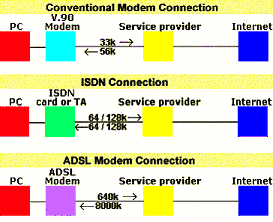 Conventional Modem Connection
V.90
PC Modem Service provider Internet
33k
56k
ISDN Connection
ISDN
PC card or TA Service provider Internet
64 / 128k
64 / 128k
ADSL Modem Connection
ADSL
PC Modem Service provider Internet
640k
8000k